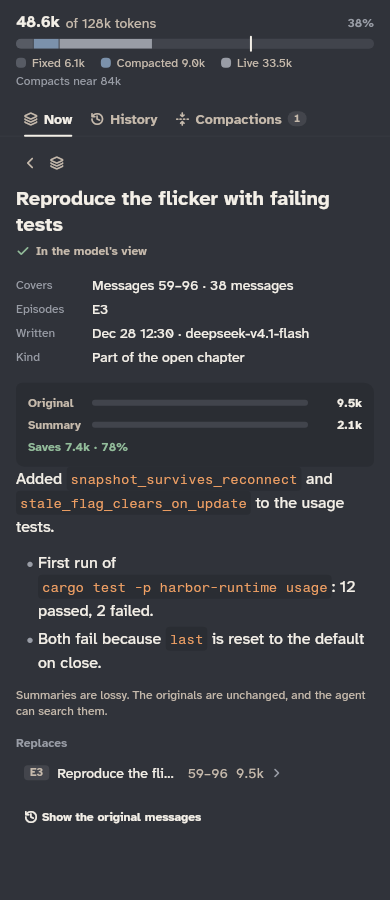 48.6k of 128k tokens 38%
Fixed 6.1k Compacted 9.0k Live 33.5k
Compacts near 84k
Now History Compactions 1
Reproduce the flicker with failing
tests
In the model's view
Covers Messages 59–96 · 38 messages
Episodes E3
Written Dec 28 12:30 · deepseek-v4.1-flash
Kind Part of the open chapter
Original 9.5k
Summary 2.1k
Saves 7.4k · 78%
Added snapshot_survives_reconnect and
stale_flag_clears_on_update to the usage
tests.
• First run of
cargo test -p harbor-runtime usage: 12
passed, 2 failed.
• Both fail because last is reset to the default
on close.
Summaries are lossy. The originals are unchanged, and the agent
can search them.
Replaces
E3 Reproduce the fli… 59–96 9.5k
Show the original messages